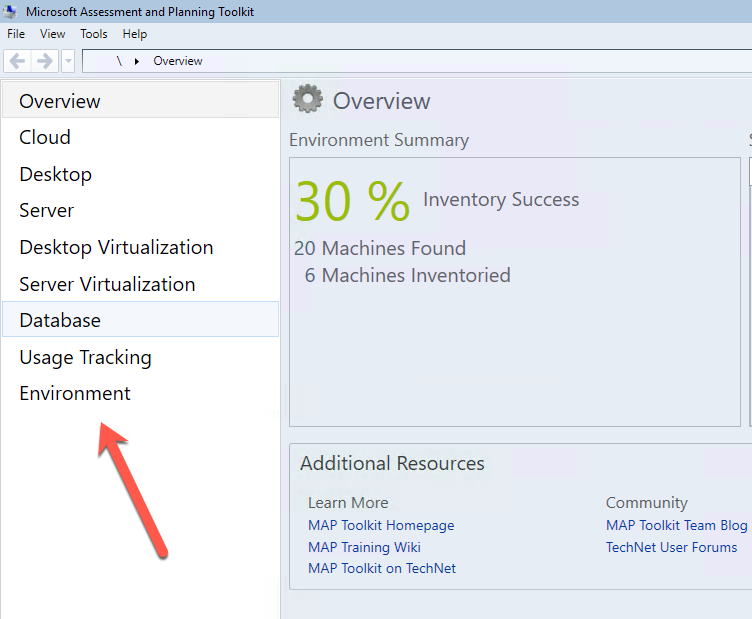 Microsoft Assessment and Planning Toolkit
File View Tools Help
\ Overview
Overview
Cloud
Desktop
Server
Desktop Virtualization
Server Virtualization
Database
Usage Tracking
Environment
Overview
Environment Summary
30 % Inventory Success
20 Machines Found
6 Machines Inventoried
Additional Resources
Learn More
MAP Toolkit Homepage
MAP Training Wiki
MAP Toolkit on TechNet
Community
MAP Toolkit Team Blog
TechNet User Forums